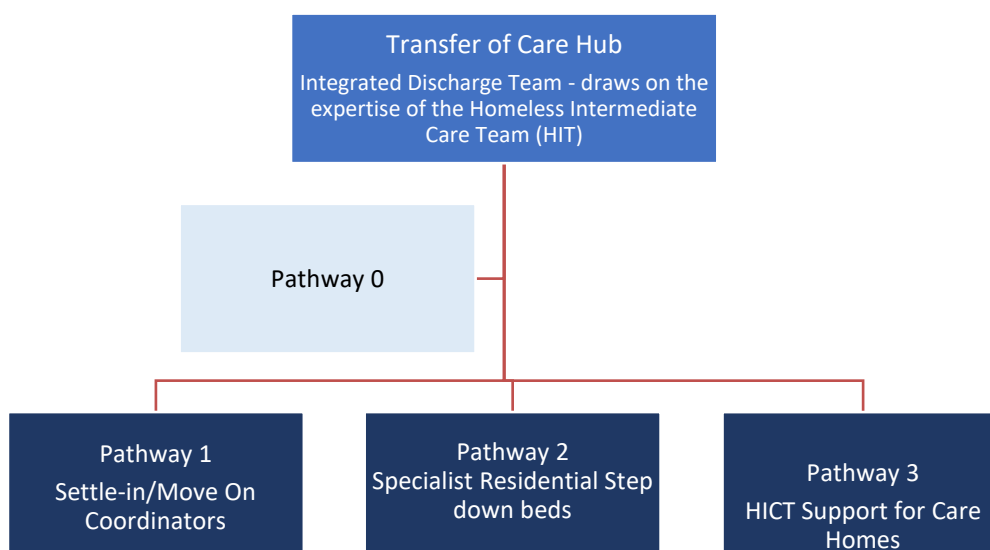 Transfer of Care Hub
Integrated Discharge Team - draws on the
expertise of the Homeless Intermediate
Care Team (HIT)
Pathway 0
Pathway 1
Settle-in/Move On
Coordinators
Pathway 2
Specialist Residential Step
down beds
Pathway 3
HICT Support for Care
Homes